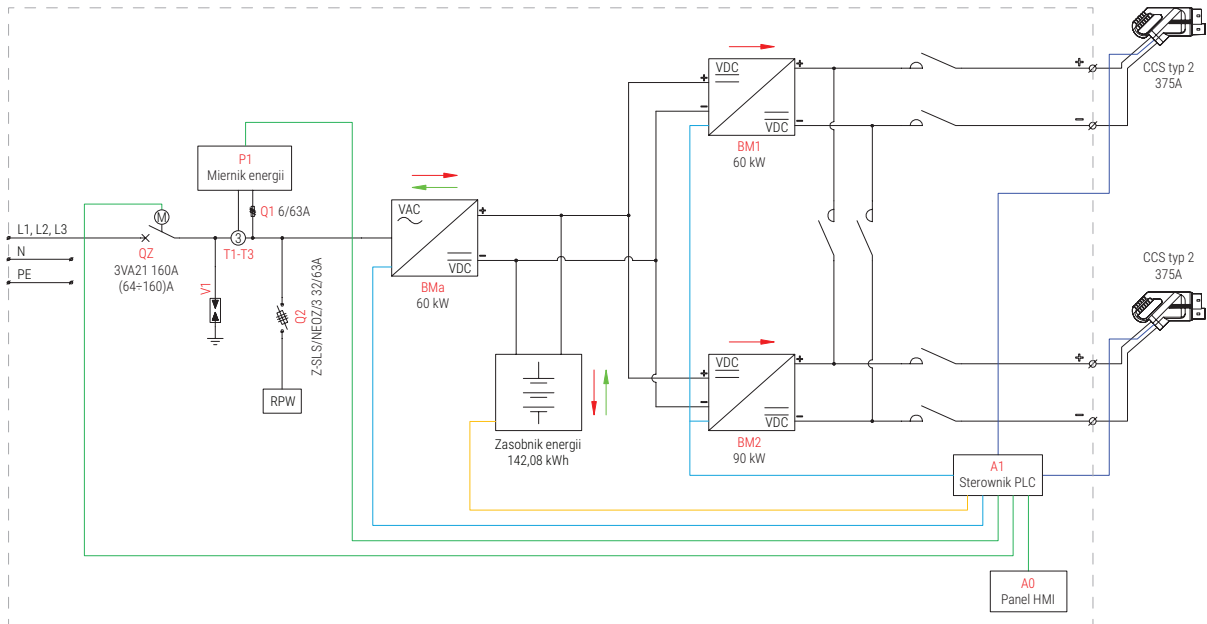 L1, L2, L3
N
PE
M
QZ
3VA21 160A
(64÷160)A
P1
Miernik energii
Q1 6/63A
3
T1-T3
V1
Q2
Z-SLS/NEOZ/3 32/63A
RPW
VAC
VDC
+
−
BMa
60 kW
Zasobnik energii
142,08 kWh
+
−
VDC
VDC
+
−
BM1
60 kW
+
−
VDC
VDC
+
−
BM2
90 kW
+
−
CCS typ 2
375A
+
−
CCS typ 2
375A
A1
Sterownik PLC
A0
Panel HMI